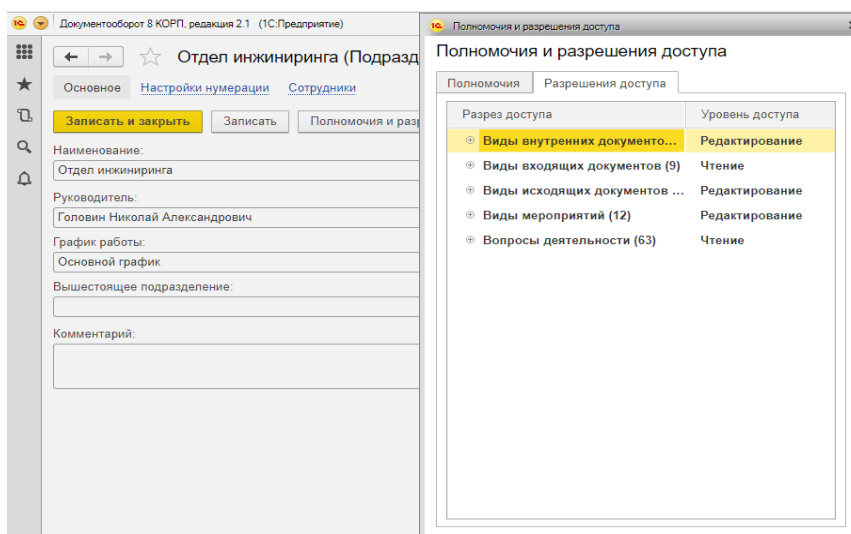 Документооборот 8 КОРП, редакция 2.1 (1С:Предприятие)
Отдел инжиниринга (Подразд
Основное Настройки нумерации Сотрудники
Записать и закрыть Записать Полномочия и раз
Наименование:
Отдел инжиниринга
Руководитель:
Головин Николай Александрович
График работы:
Основной график
Вышестоящее подразделение:
Комментарий:
Полномочия и разрешения доступа
Полномочия и разрешения доступа
Полномочия Разрешения доступа
Разрез доступа Уровень доступа
Виды внутренних документо... Редактирование
Виды входящих документов (9) Чтение
Виды исходящих документов ... Редактирование
Виды мероприятий (12) Редактирование
Вопросы деятельности (63) Чтение